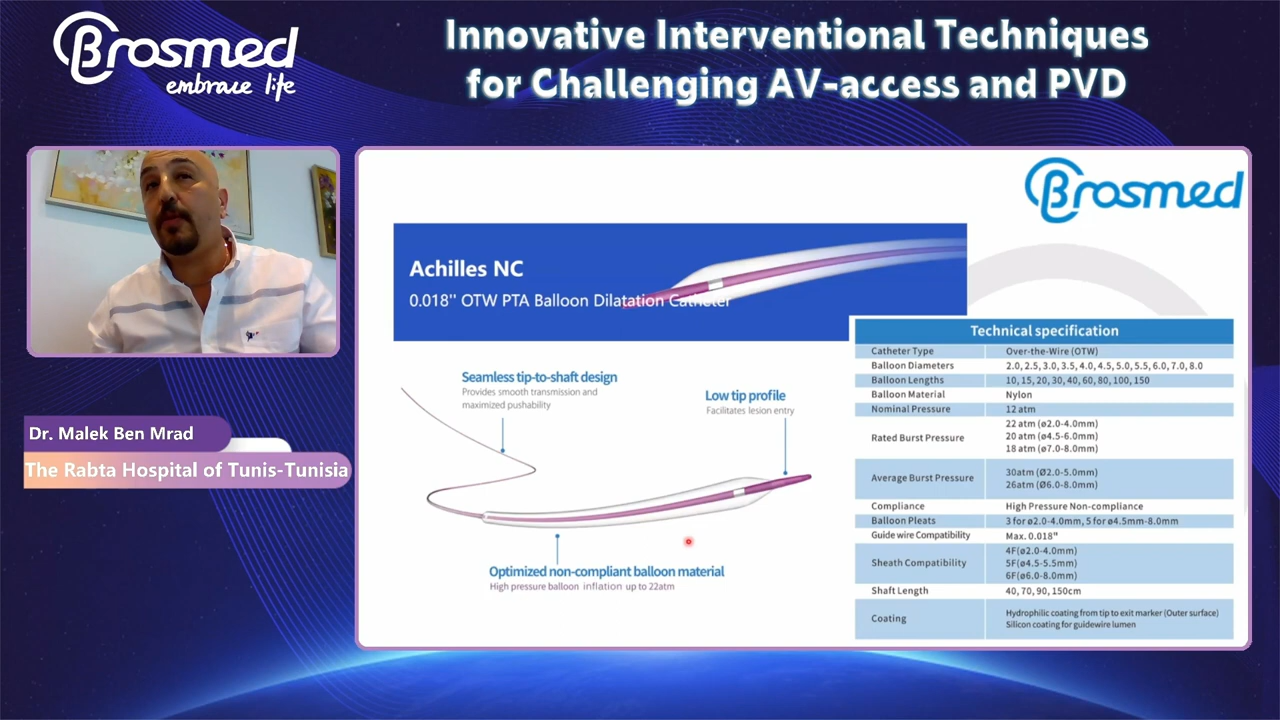 Brosmed
embrace life
Innovative Interventional Techniques
for Challenging AV-access and PVD
Dr. Malek Ben Mrad
The Rabta Hospital of Tunis-Tunisia
Brosmed
Achilles NC
0.018'' OTW PTA Balloon Dilatation Catheter
Seamless tip-to-shaft design
Provides smooth transmission and
maximized pushability
Low tip profile
Facilitates lesion entry
Optimized non-compliant balloon material
High pressure balloon inflation up to 22atm
Technical specification
Catheter Type Over-the-Wire (OTW)
Balloon Diameters 2.0, 2.5, 3.0, 3.5, 4.0, 4.5, 5.0, 5.5, 6.0, 7.0, 8.0
Balloon Lengths 10, 15, 20, 30, 40, 60, 80, 100, 150
Balloon Material Nylon
Nominal Pressure 12 atm
Rated Burst Pressure 22 atm (ø2.0-4.0mm)
20 atm (ø4.5-6.0mm)
18 atm (ø7.0-8.0mm)
Average Burst Pressure 30atm (Ø2.0-5.0mm)
26atm (Ø6.0-8.0mm)
Compliance High Pressure Non-compliance
Balloon Pleats 3 for ø2.0-4.0mm, 5 for ø4.5mm-8.0mm
Guide wire Compatibility Max. 0.018"
Sheath Compatibility 4F(ø2.0-4.0mm)
5F(ø4.5-5.5mm)
6F(ø6.0-8.0mm)
Shaft Length 40, 70, 90, 150cm
Coating Hydrophilic coating from tip to exit marker (Outer surface)
Silicon coating for guidewire lumen